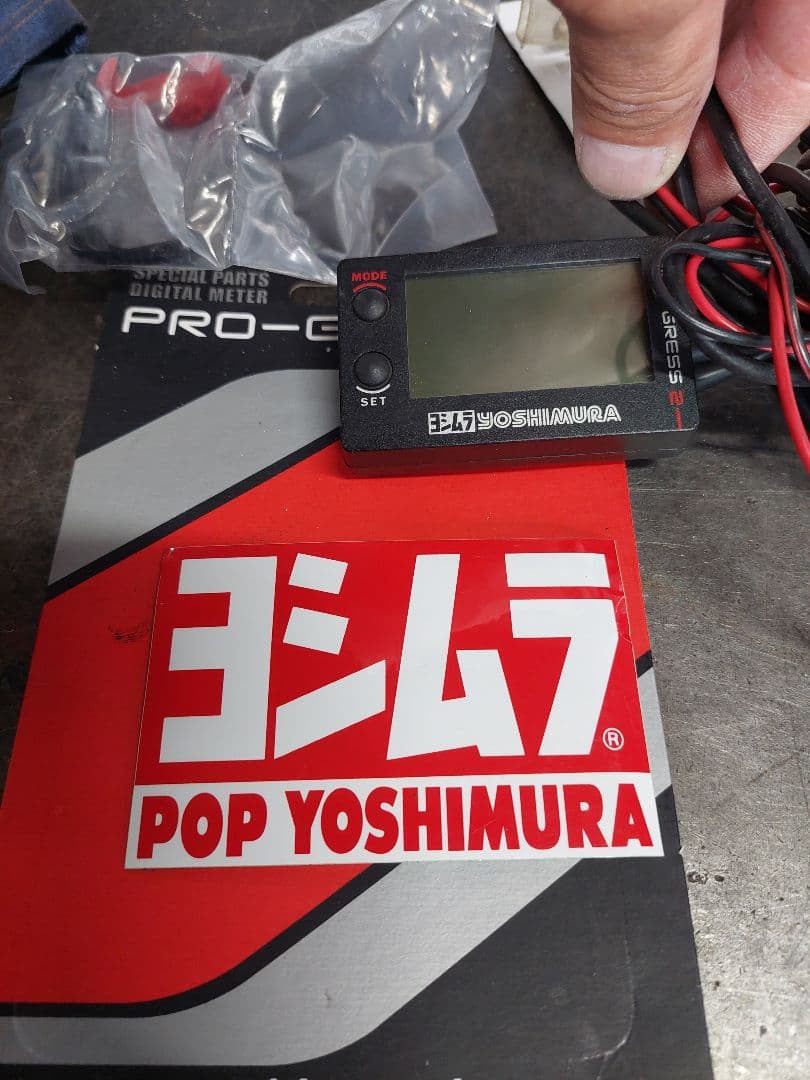 SPECIAL PARTS
DIGITAL METER
PRO-G
MODE
SET
GRESS 2
ヨシムラ YOSHIMURA
ヨシムラ
®
POP YOSHIMURA